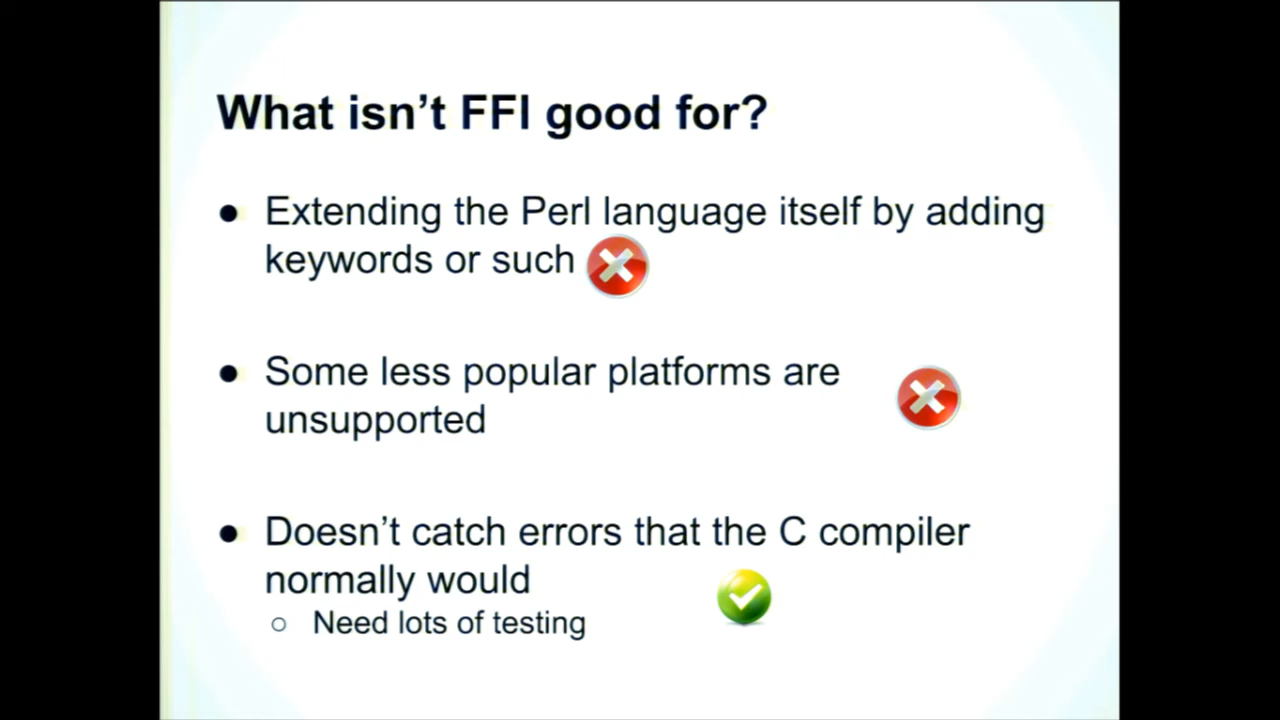 What isn’t FFI good for?
● Extending the Perl language itself by adding
keywords or such
● Some less popular platforms are
unsupported
● Doesn’t catch errors that the C compiler
normally would
○ Need lots of testing